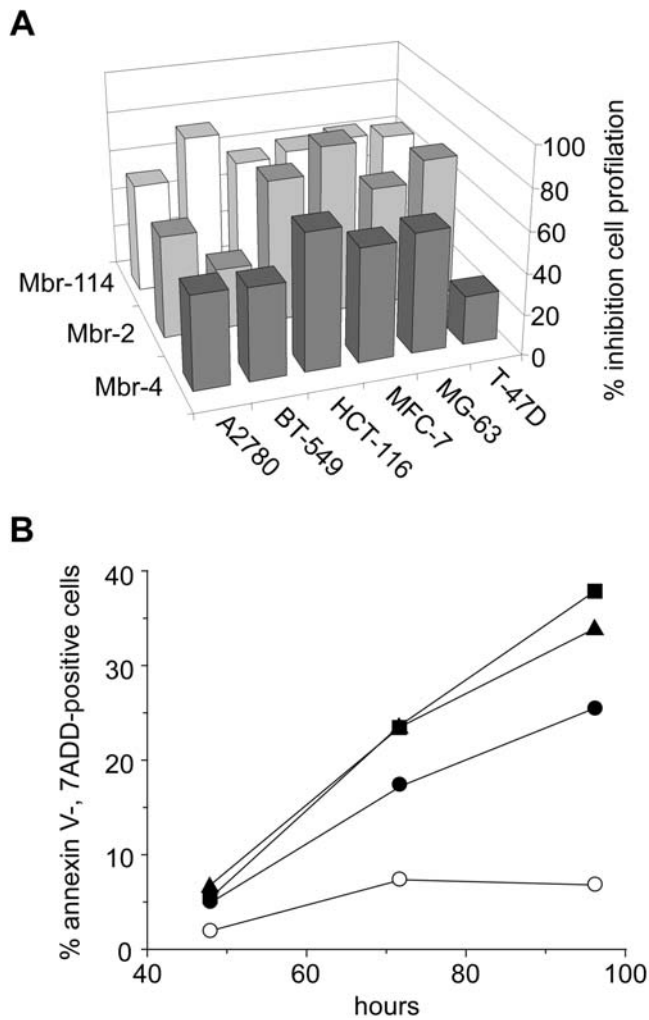 A
100
80
60
40
20
0
% inhibition cell profilation
Mbr-114
Mbr-2
Mbr-4
A2780
BT-549
HCT-116
MFC-7
MG-63
T-47D
B
% annexin V-, 7ADD-positive cells
40
30
20
10
0
40 60 80 100
hours